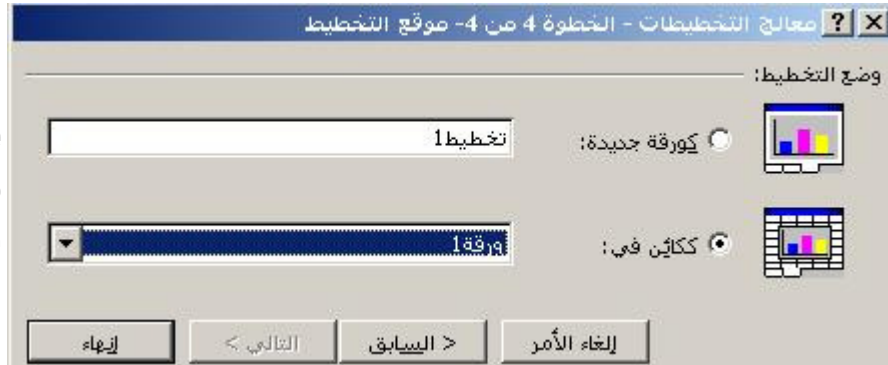 معالج التخطيطات - الخطوة 4 من 4- موقع التخطيط
وضع التخطيط:
كورقة جديدة: تخطيط1
ككائن في: ورقة1
إلغاء الأمر < السابق التالي > إنهاء